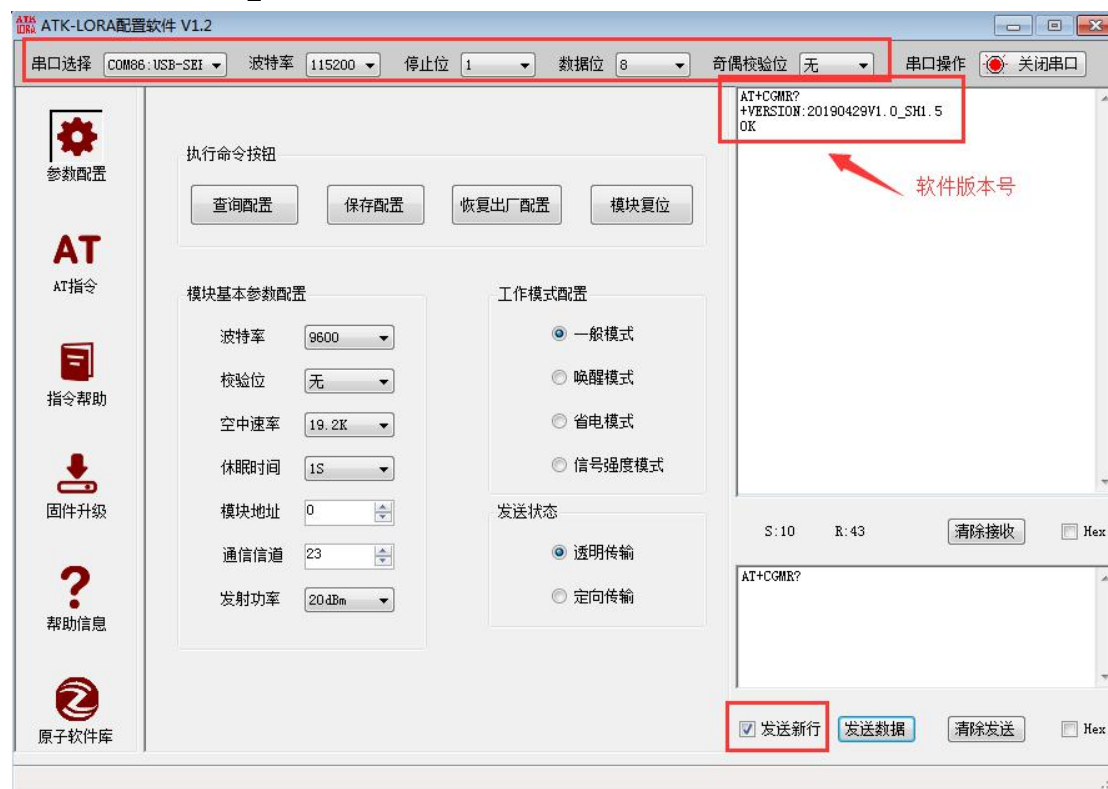 ATK
LORA
ATK-LORA配置软件 V1.2
串口选择 COM86:USB-SEI 波特率 115200 停止位 1 数据位 8 奇偶校验位 无 串口操作 关闭串口
参数配置
AT
AT指令
指令帮助
固件升级
?
帮助信息
原子软件库
执行命令按钮
查询配置 保存配置 恢复出厂配置 模块复位
模块基本参数配置
波特率 9600
校验位 无
空中速率 19.2K
休眠时间 1S
模块地址 0
通信信道 23
发射功率 20dBm
工作模式配置
一般模式
唤醒模式
省电模式
信号强度模式
发送状态
透明传输
定向传输
AT+CGMR?
+VERSION:20190429V1.0_SH1.5
OK
软件版本号
S:10 R:43 清除接收 Hex
AT+CGMR?
发送新行 发送数据 清除发送 Hex